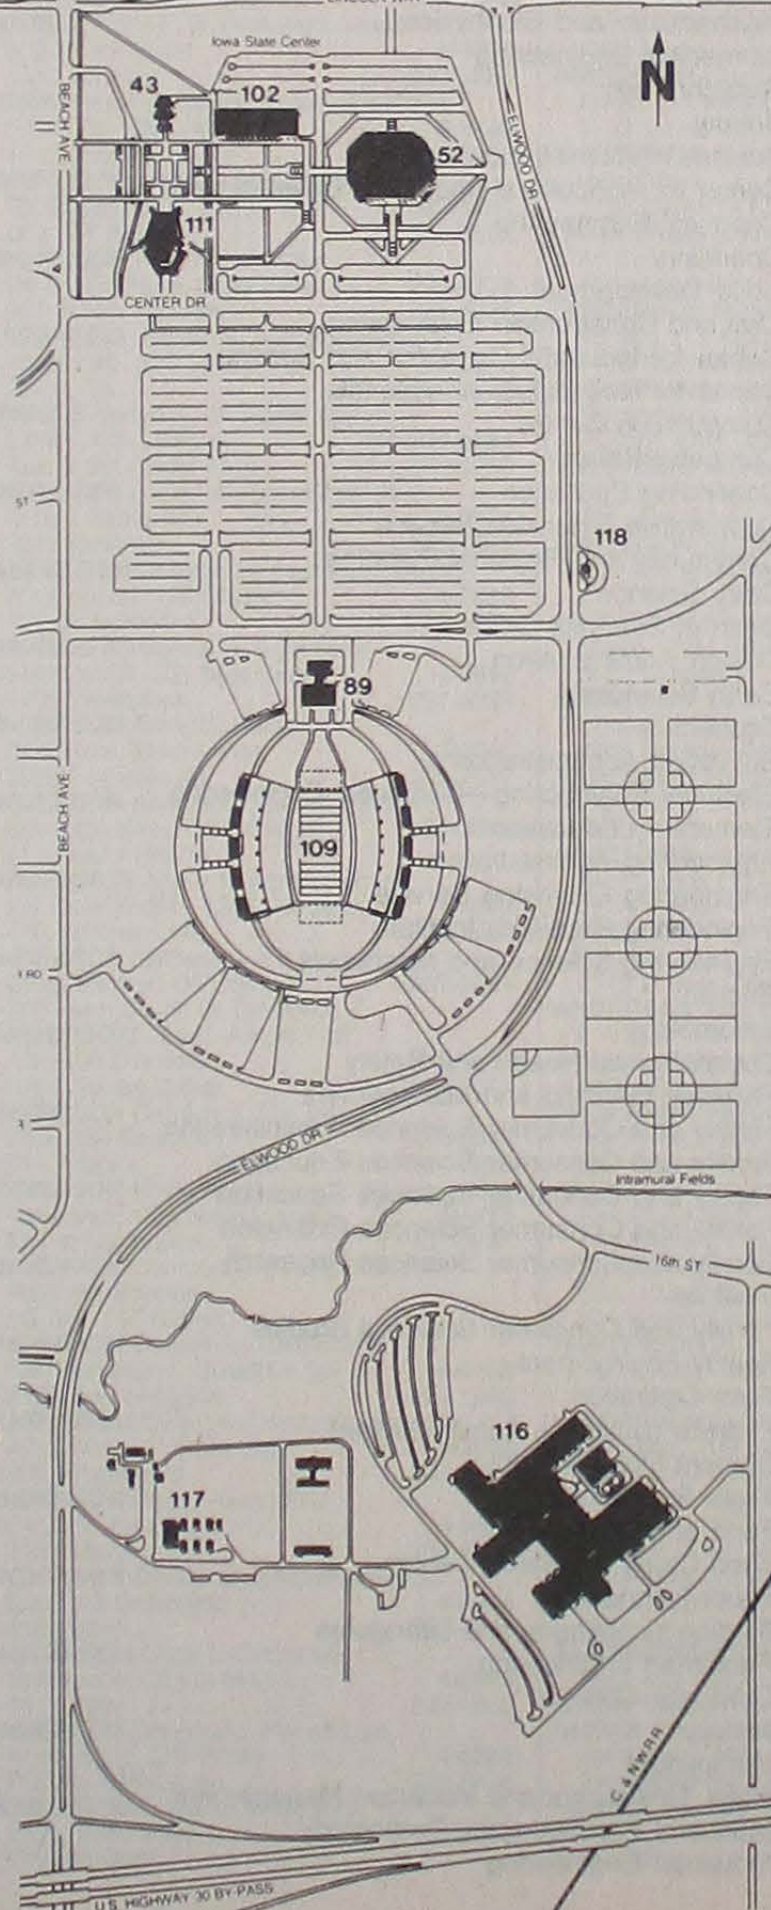 Iowa State Center
N
43
102
BEACH AVE
ELWOOD DR
52
111
CENTER DR
ST
118
89
BEACH AVE
109
ELWOOD DR
Intramural Fields
16th ST
116
117
C & NW RR
U.S. HIGHWAY 30 BY-PASS